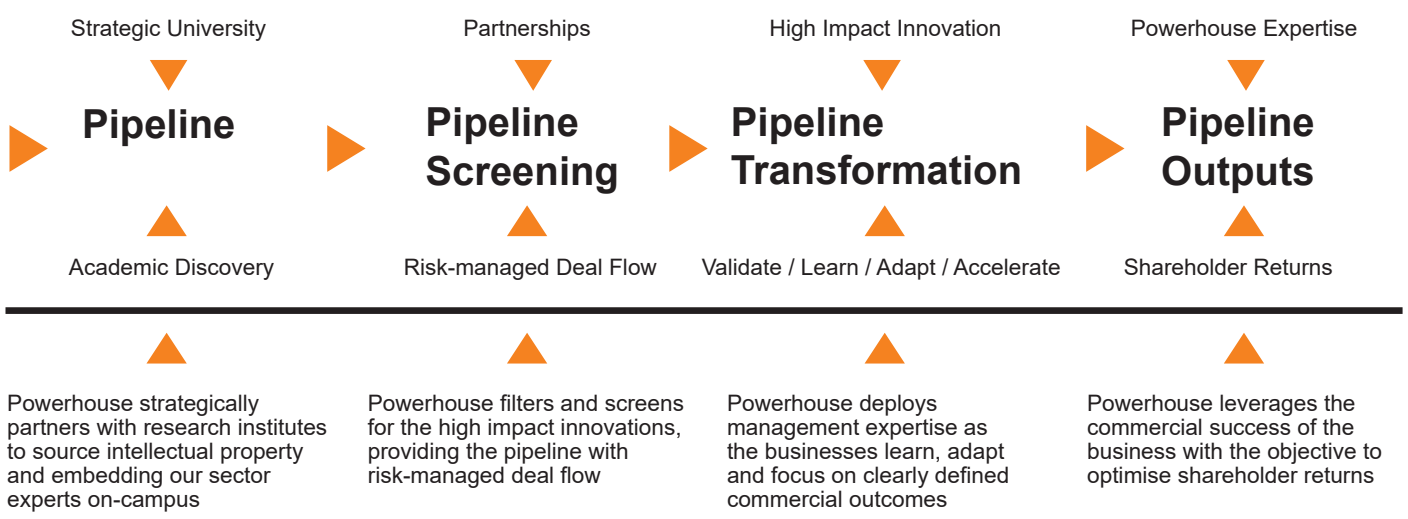 Strategic University
Partnerships
High Impact Innovation
Powerhouse Expertise
Pipeline
Pipeline
Screening
Pipeline
Transformation
Pipeline
Outputs
Academic Discovery
Risk-managed Deal Flow
Validate / Learn / Adapt / Accelerate
Shareholder Returns
Powerhouse strategically
partners with research institutes
to source intellectual property
and embedding our sector
experts on-campus
Powerhouse filters and screens
for the high impact innovations,
providing the pipeline with
risk-managed deal flow
Powerhouse deploys
management expertise as
the businesses learn, adapt
and focus on clearly defined
commercial outcomes
Powerhouse leverages the
commercial success of the
business with the objective to
optimise shareholder returns